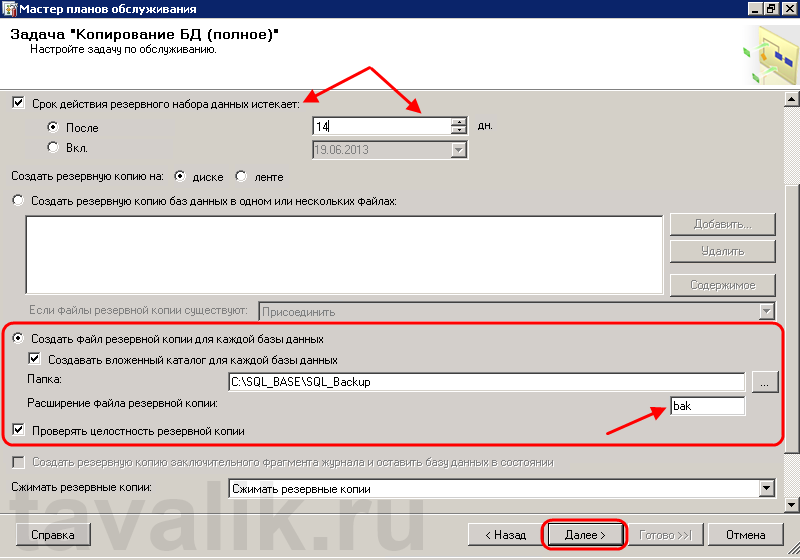 Мастер планов обслуживания
Задача "Копирование БД (полное)"
Настройте задачу по обслуживанию.
Срок действия резервного набора данных истекает:
После 14 дн.
Вкл. 19.06.2013
Создать резервную копию на: диске ленте
Создать резервную копию баз данных в одном или нескольких файлах:
Добавить...
Удалить
Содержимое
Если файлы резервной копии существуют: Присоединить
Создать файл резервной копии для каждой базы данных
Создавать вложенный каталог для каждой базы данных
Папка: C:\SQL_BASE\SQL_Backup ...
Расширение файла резервной копии: bak
Проверять целостность резервной копии
Создать резервную копию заключительного фрагмента журнала и оставить базу данных в состоянии
Сжимать резервные копии: Сжимать резервные копии
tavalik.ru
Справка < Назад Далее > Готово >>| Отмена